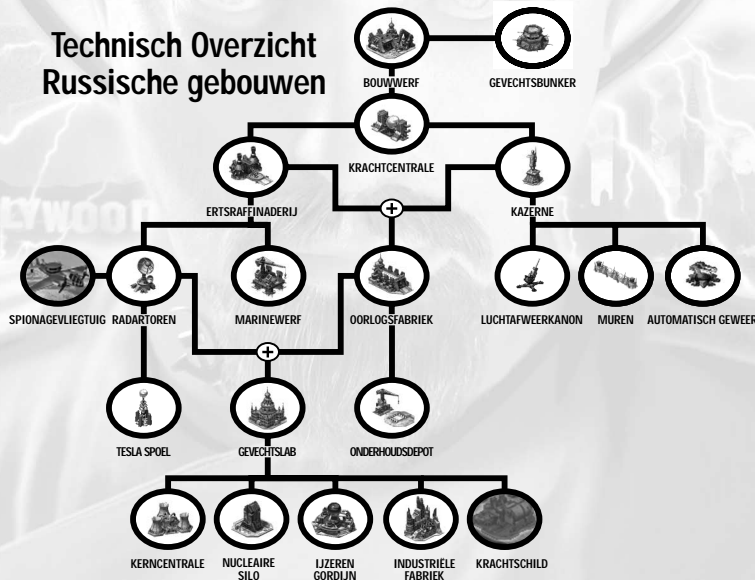 Technisch Overzicht
Russische gebouwen
BOUWWERF
GEVECHTSBUNKER
KRACHTCENTRALE
ERTSRAFFINADERIJ
KAZERNE
SPIONAGEVLIEGTUIG
RADARTOREN
MARINEWERF
OORLOGSFABRIEK
LUCHTAFWEERKANON
MUREN
AUTOMATISCH GEWEER
TESLA SPOEL
GEVECHTSLAB
ONDERHOUDSDEPOT
KERNCENTRALE
NUCLEAIRE
SILO
IJZEREN
GORDIJN
INDUSTRIËLE
FABRIEK
KRACHTSCHILD
LYWOOD